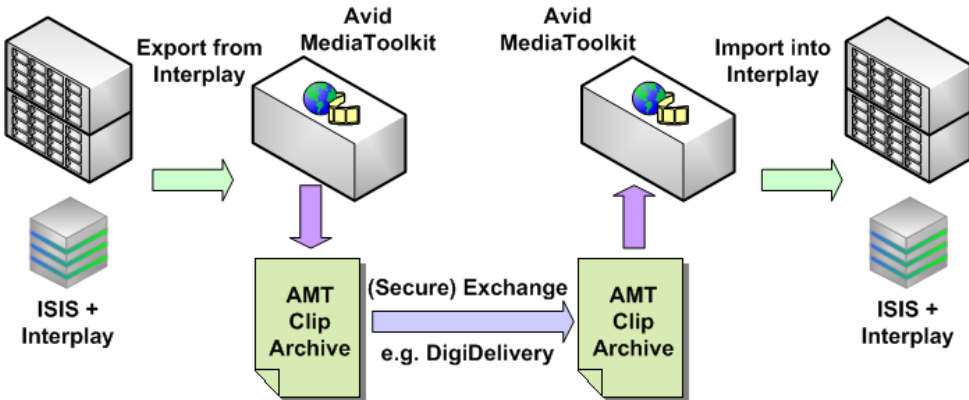 Avid
MediaToolkit
Export from
Interplay
Avid
MediaToolkit
Import into
Interplay
ISIS +
Interplay
AMT
Clip
Archive
(Secure) Exchange
e.g. DigiDelivery
AMT
Clip
Archive
ISIS +
Interplay